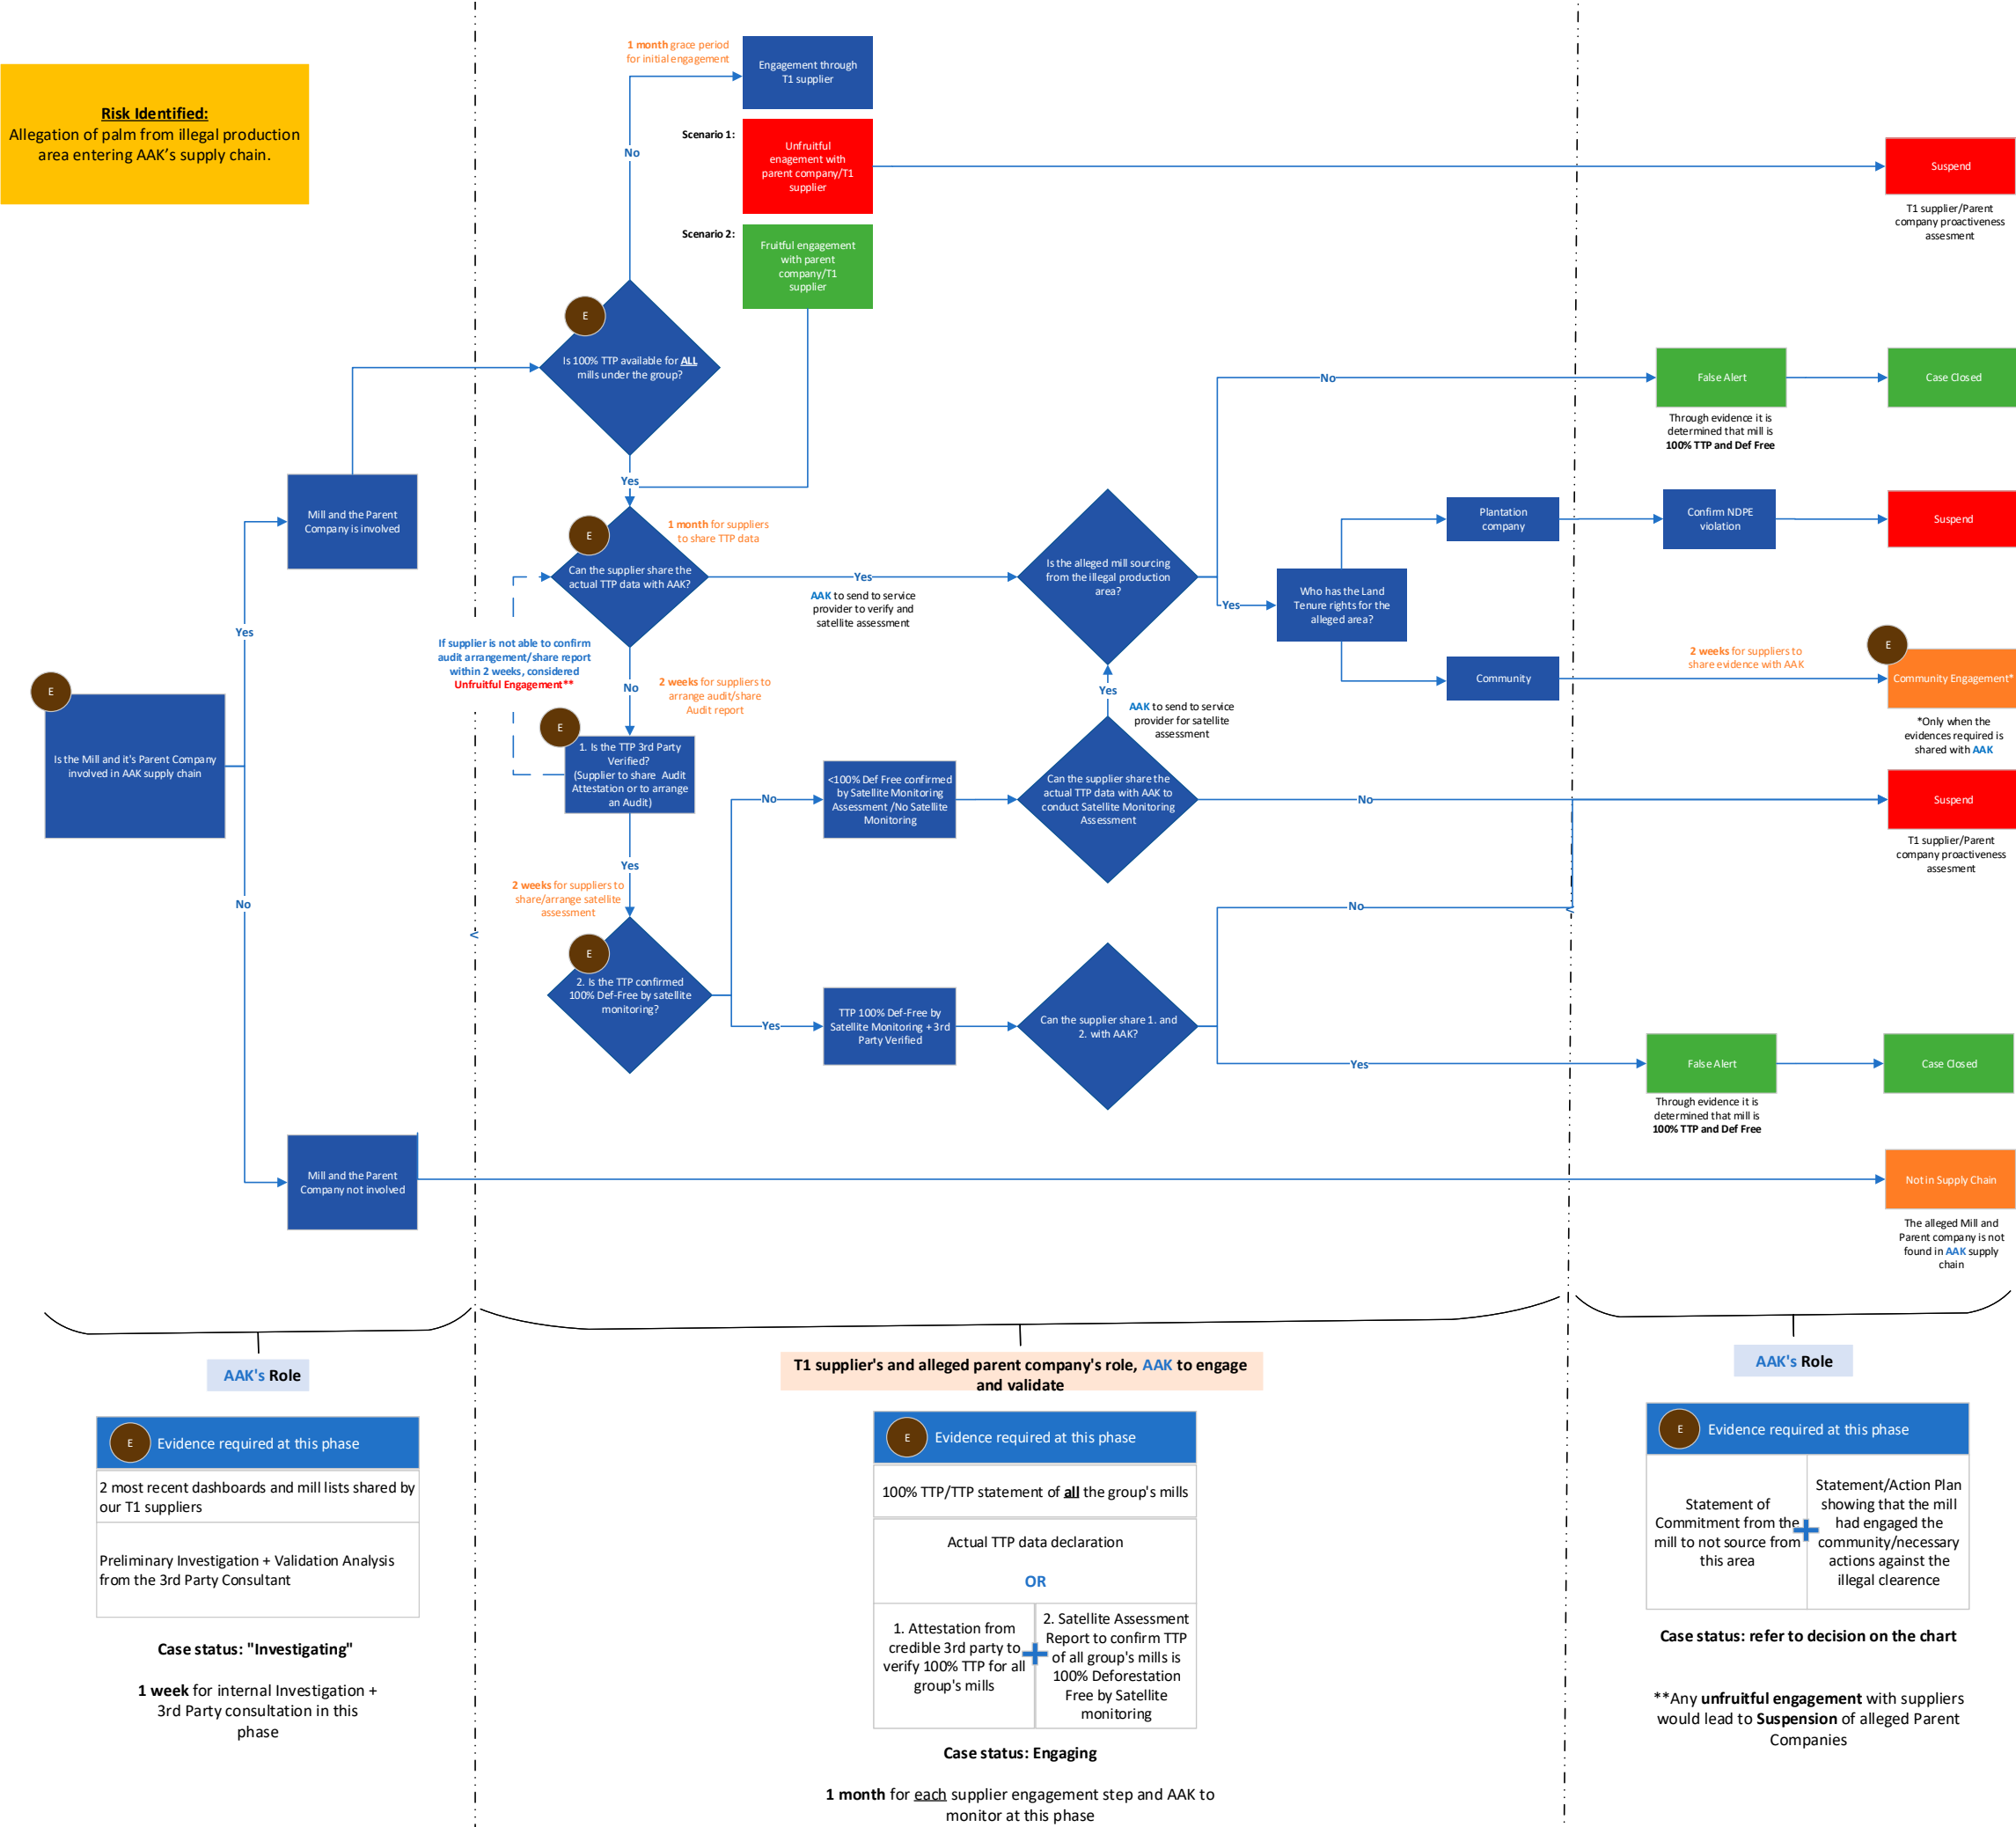 Risk Identified:
Allegation of palm from illegal production
area entering AAK's supply chain.
E
Is the Mill and it's Parent Company
involved in AAK supply chain
Yes
No
Mill and the Parent
Company is involved
Mill and the Parent
Company not involved
1 month grace period
for initial engagement
Engagement through
T1 supplier
No
Scenario 1:
Unfruitful
enagement with
parent company/T1
supplier
Scenario 2:
Fruitful engagement
with parent
company/T1
supplier
E
Is 100% TTP available for ALL
mills under the group?
Yes
E
1 month for suppliers
to share TTP data
Can the supplier share the
actual TTP data with AAK?
Yes
AAK to send to service
provider to verify and
satellite assessment
If supplier is not able to confirm
audit arrangement/share report
within 2 weeks, considered
Unfruitful Engagement**
No
2 weeks for suppliers to
arrange audit/share
Audit report
E
1. Is the TTP 3rd Party
Verified?
(Supplier to share Audit
Attestation or to arrange
an Audit)
Yes
2 weeks for suppliers to
share/arrange satellite
assessment
E
2. Is the TTP confirmed
100% Def-Free by satellite
monitoring?
No
<100% Def Free confirmed
by Satellite Monitoring
Assessment /No Satellite
Monitoring
Yes
TTP 100% Def-Free by
Satellite Monitoring + 3rd
Party Verified
Is the alleged mill sourcing
from the illegal production
area?
Yes
AAK to send to service
provider for satellite
assessment
Can the supplier share the
actual TTP data with AAK to
conduct Satellite Monitoring
Assessment
No
Can the supplier share 1. and
2. with AAK?
No
Yes
No
Yes
Who has the Land
Tenure rights for the
alleged area?
Plantation
company
Community
2 weeks for suppliers to
share evidence with AAK
Suspend
T1 supplier/Parent
company proactiveness
assesment
False Alert
Case Closed
Through evidence it is
determined that mill is
100% TTP and Def Free
Confirm NDPE
violation
Suspend
E
Community Engagement*
*Only when the
evidences required is
shared with AAK
Suspend
T1 supplier/Parent
company proactiveness
assesment
False Alert
Case Closed
Through evidence it is
determined that mill is
100% TTP and Def Free
Not in Supply Chain
The alleged Mill and
Parent company is not
found in AAK supply
chain
AAK's Role
E
Evidence required at this phase
2 most recent dashboards and mill lists shared by
our T1 suppliers
Preliminary Investigation + Validation Analysis
from the 3rd Party Consultant
Case status: "Investigating"
1 week for internal Investigation +
3rd Party consultation in this
phase
T1 supplier's and alleged parent company's role, AAK to engage
and validate
E
Evidence required at this phase
100% TTP/TTP statement of all the group's mills
Actual TTP data declaration
OR
1. Attestation from
credible 3rd party to
verify 100% TTP for all
group's mills
2. Satellite Assessment
Report to confirm TTP
of all group's mills is
100% Deforestation
Free by Satellite
monitoring
Case status: Engaging
1 month for each supplier engagement step and AAK to
monitor at this phase
AAK's Role
E
Evidence required at this phase
Statement of
Commitment from the
mill to not source from
this area
Statement/Action Plan
showing that the mill
had engaged the
community/necessary
actions against the
illegal clearence
Case status: refer to decision on the chart
**Any unfruitful engagement with suppliers
would lead to Suspension of alleged Parent
Companies